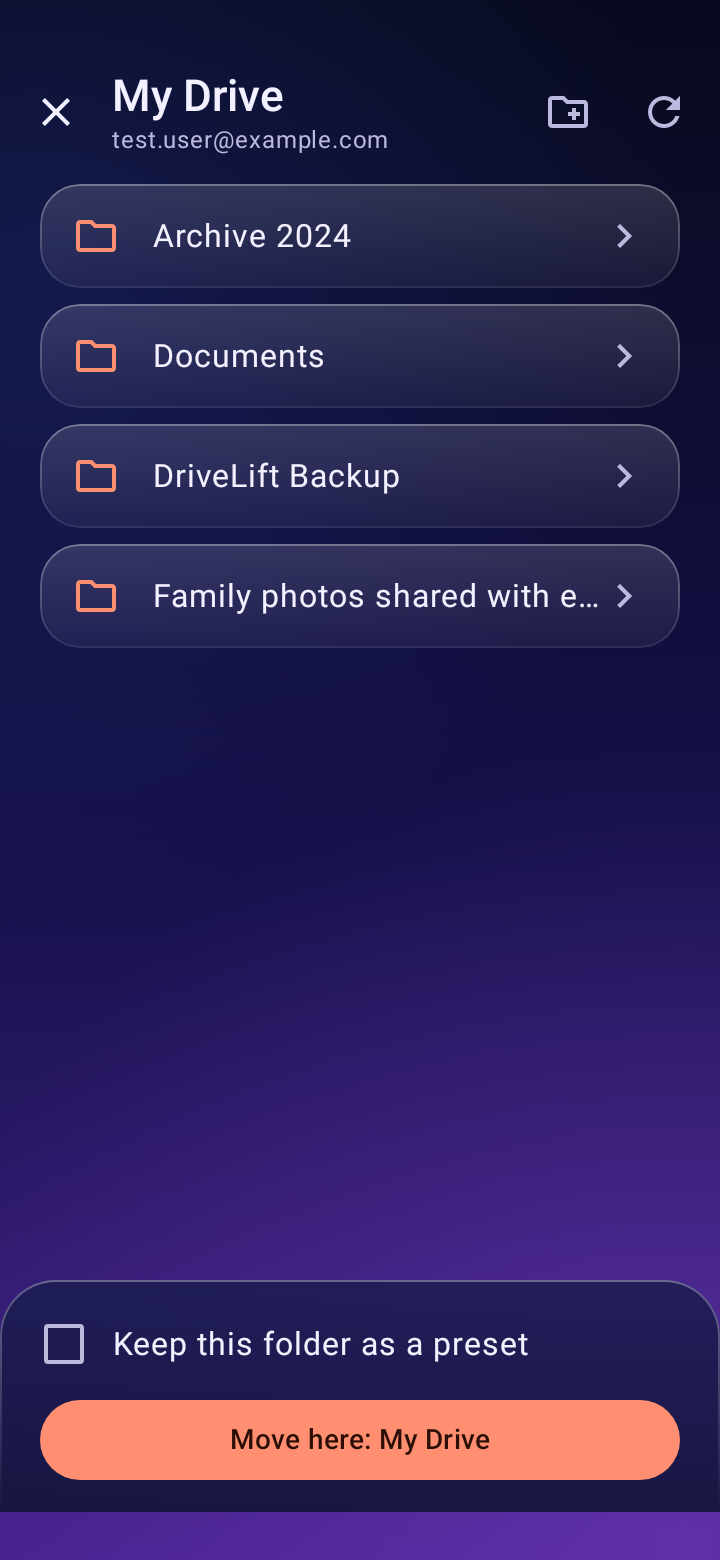 My Drive
test.user@example.com
Archive 2024
Documents
DriveLift Backup
Family photos shared with e…
Keep this folder as a preset
Move here: My Drive